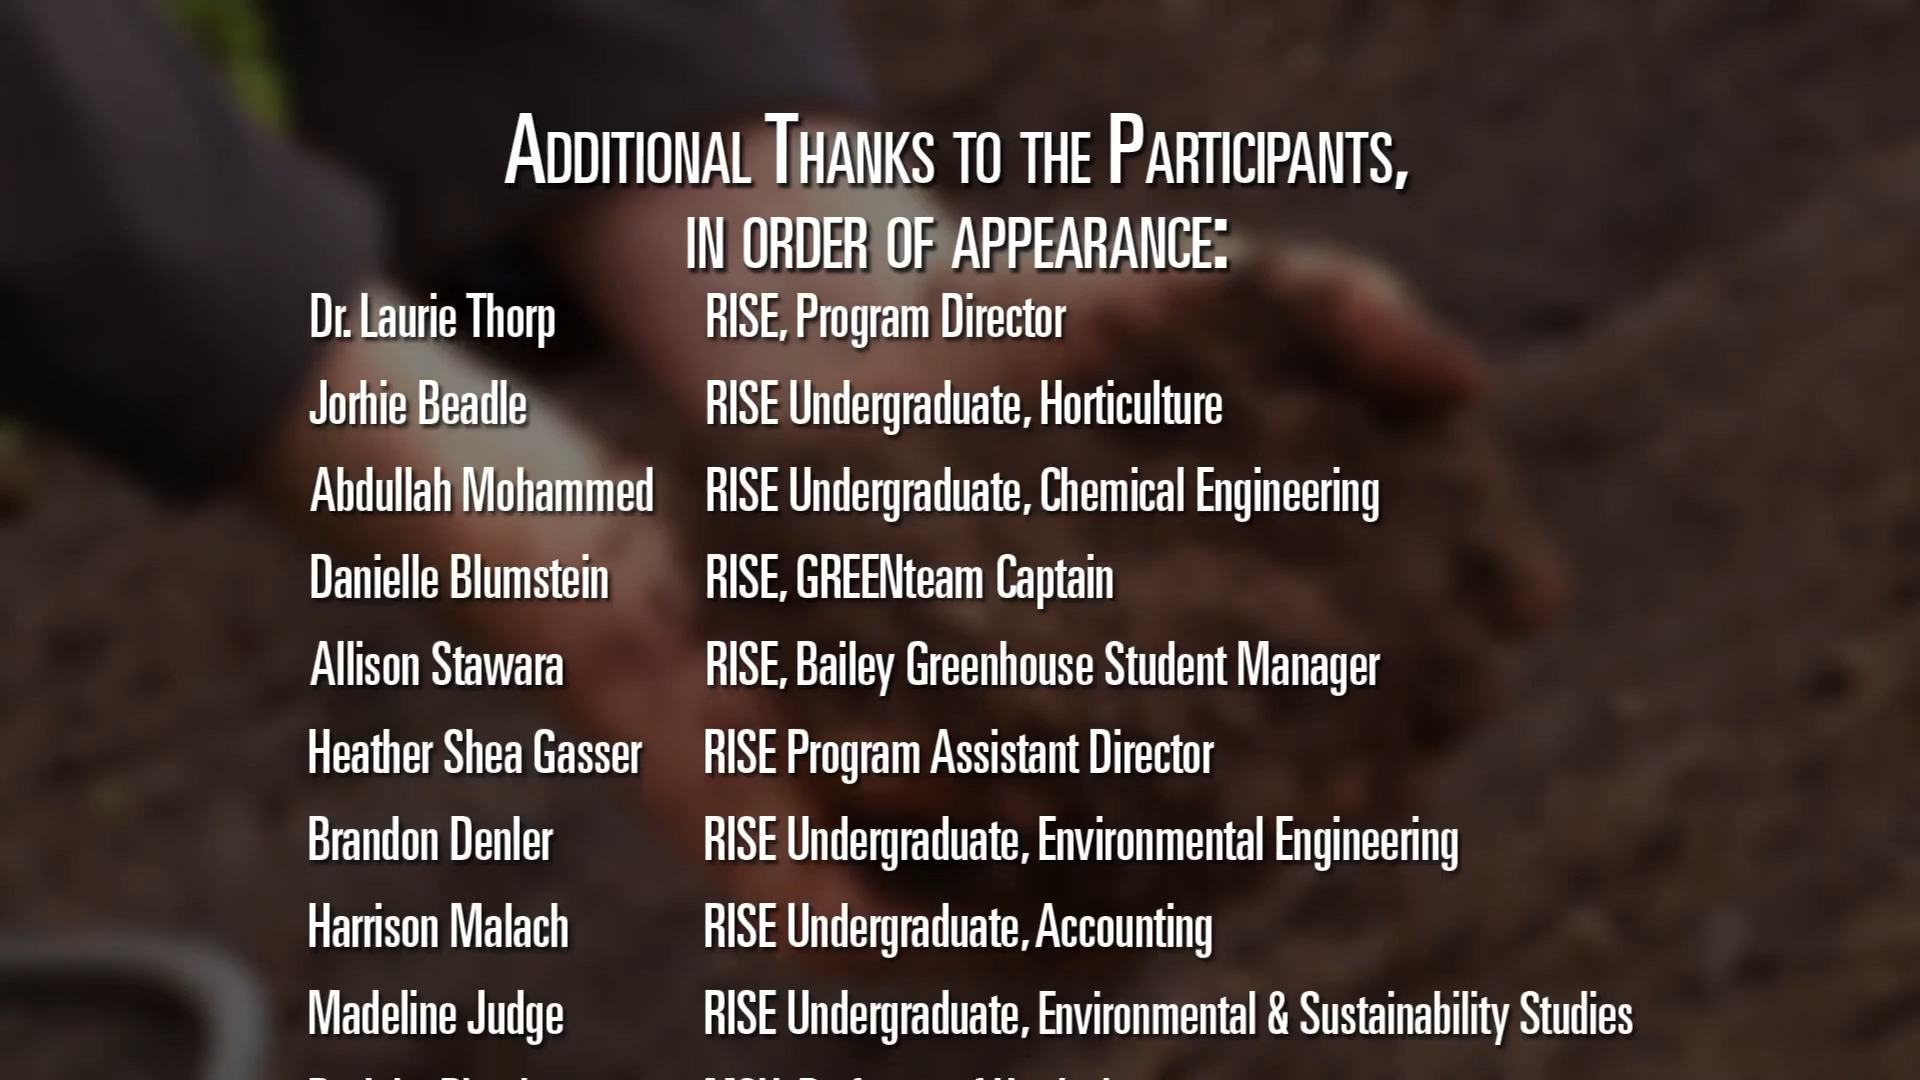 Additional Thanks to the Participants,
in order of appearance:
Dr. Laurie Thorp RISE, Program Director
Jorhie Beadle RISE Undergraduate, Horticulture
Abdullah Mohammed RISE Undergraduate, Chemical Engineering
Danielle Blumstein RISE, GREENteam Captain
Allison Stawara RISE, Bailey Greenhouse Student Manager
Heather Shea Gasser RISE Program Assistant Director
Brandon Denler RISE Undergraduate, Environmental Engineering
Harrison Malach RISE Undergraduate, Accounting
Madeline Judge RISE Undergraduate, Environmental & Sustainability Studies